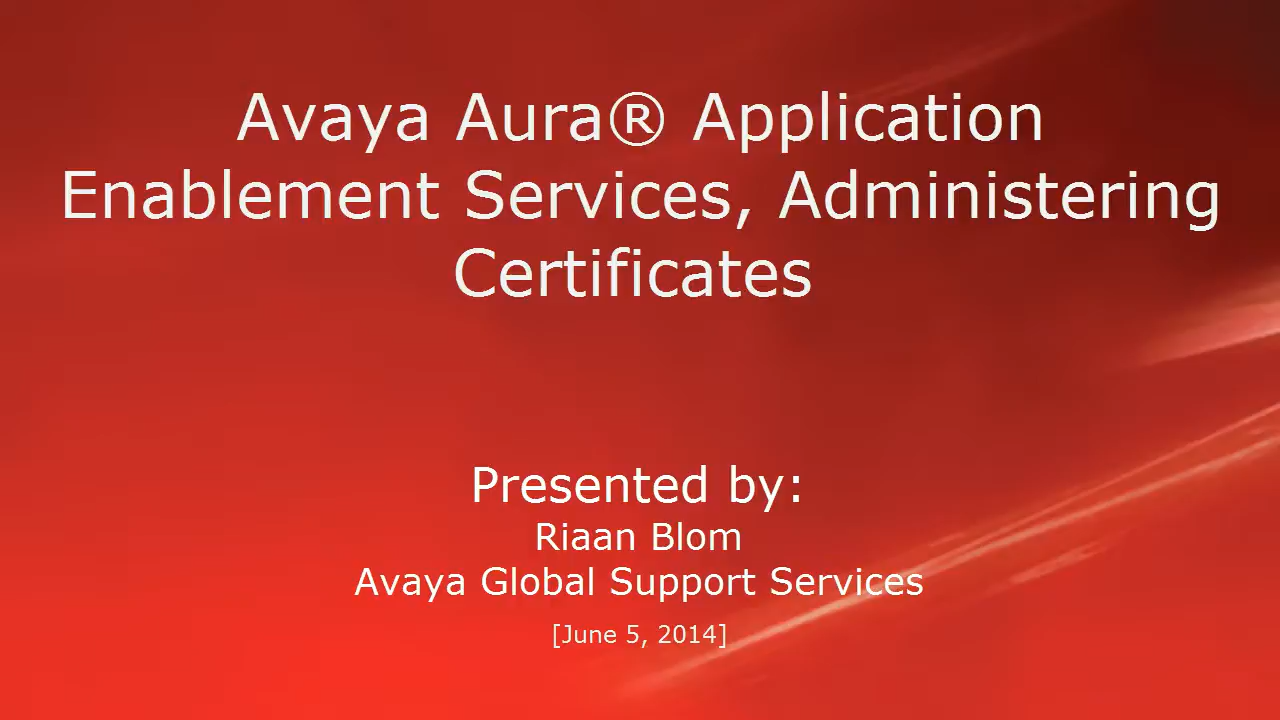 Avaya Aura® Application
Enablement Services, Administering
Certificates
Presented by:
Riaan Blom
Avaya Global Support Services
[June 5, 2014]